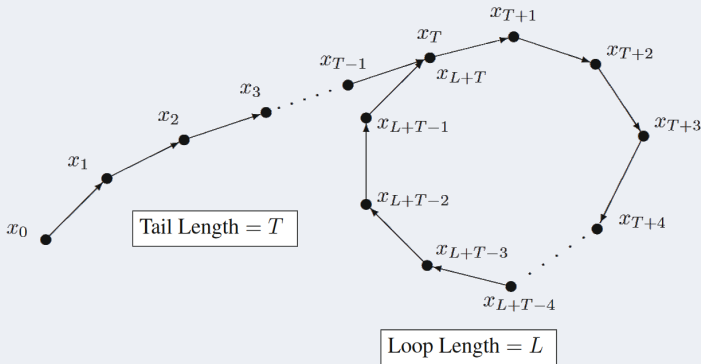 x_0
x_1
x_2
x_3
x_{T−1}
x_T
x_{L+T}
x_{T+1}
x_{T+2}
x_{T+3}
x_{T+4}
x_{L+T−4}
x_{L+T−3}
x_{L+T−2}
x_{L+T−1}
Tail Length = T
Loop Length = L